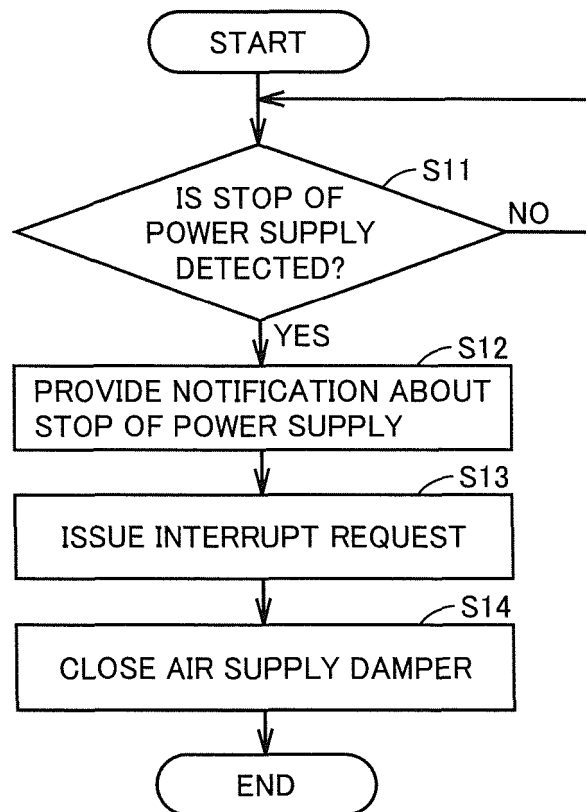 START
S11
IS STOP OF
POWER SUPPLY
DETECTED?
NO
YES
S12
PROVIDE NOTIFICATION ABOUT
STOP OF POWER SUPPLY
S13
ISSUE INTERRUPT REQUEST
S14
CLOSE AIR SUPPLY DAMPER
END